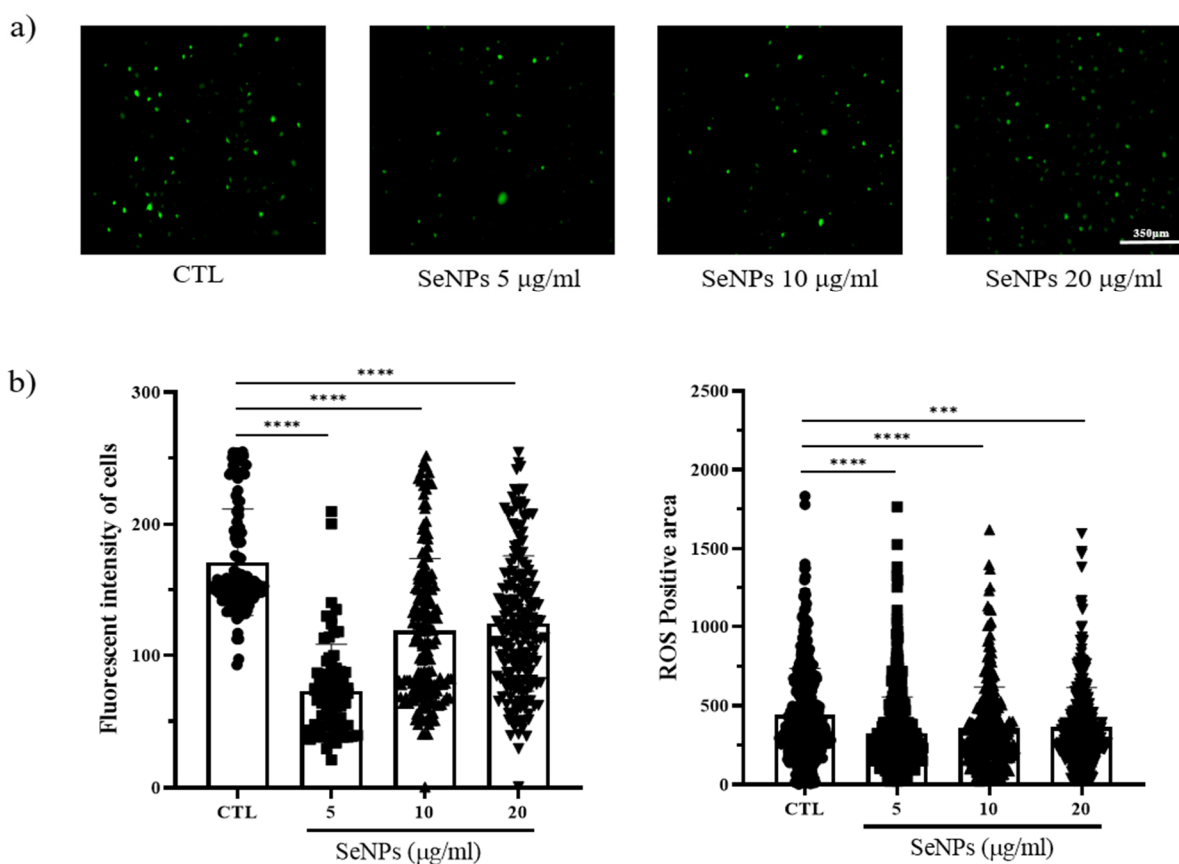 a)
350µm
CTL
SeNPs 5 µg/ml
SeNPs 10 µg/ml
SeNPs 20 µg/ml
b)
Fluorescent intensity of cells
300
200
100
0
****
****
****
CTL
5
10
20
SeNPs (µg/ml)
ROS Positive area
2500
2000
1500
1000
500
0
***
****
****
CTL
5
10
20
SeNPs (µg/ml)